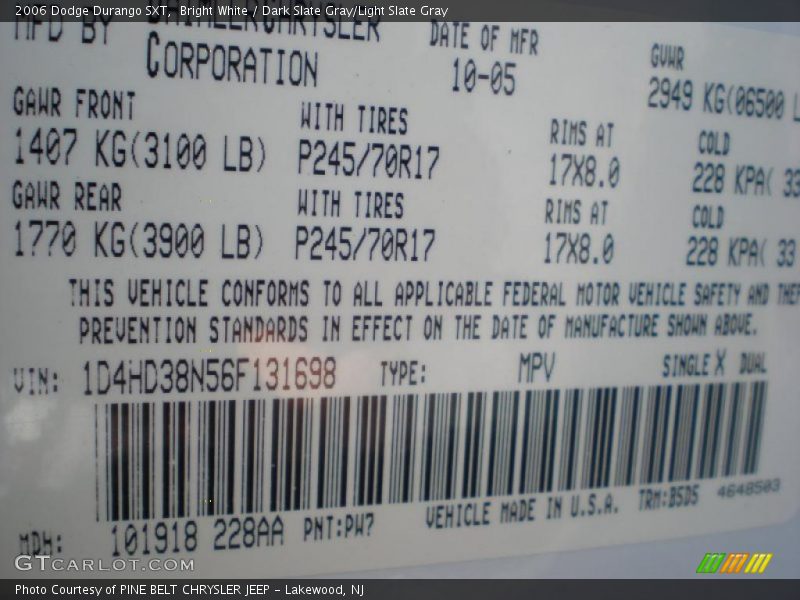 2006 Dodge Durango SXT, Bright White / Dark Slate Gray/Light Slate Gray
MFD BY DAIMLERCHRYSLER CORPORATION
DATE OF MFR
10-05
GVWR
2949 KG(06500 L
GAWR FRONT WITH TIRES RIMS AT COLD
1407 KG(3100 LB) P245/70R17 17X8.0 228 KPA( 33
GAWR REAR WITH TIRES RIMS AT COLD
1770 KG(3900 LB) P245/70R17 17X8.0 228 KPA( 33
THIS VEHICLE CONFORMS TO ALL APPLICABLE FEDERAL MOTOR VEHICLE SAFETY AND THEF
PREVENTION STANDARDS IN EFFECT ON THE DATE OF MANUFACTURE SHOWN ABOVE.
VIN: 1D4HD38N56F131698 TYPE: MPV SINGLE X DUAL
MDH: 101918 228AA PNT:PW7 VEHICLE MADE IN U.S.A. TRM:B5D5 4648503
GTCARLOT.COM
Photo Courtesy of PINE BELT CHRYSLER JEEP - Lakewood, NJ